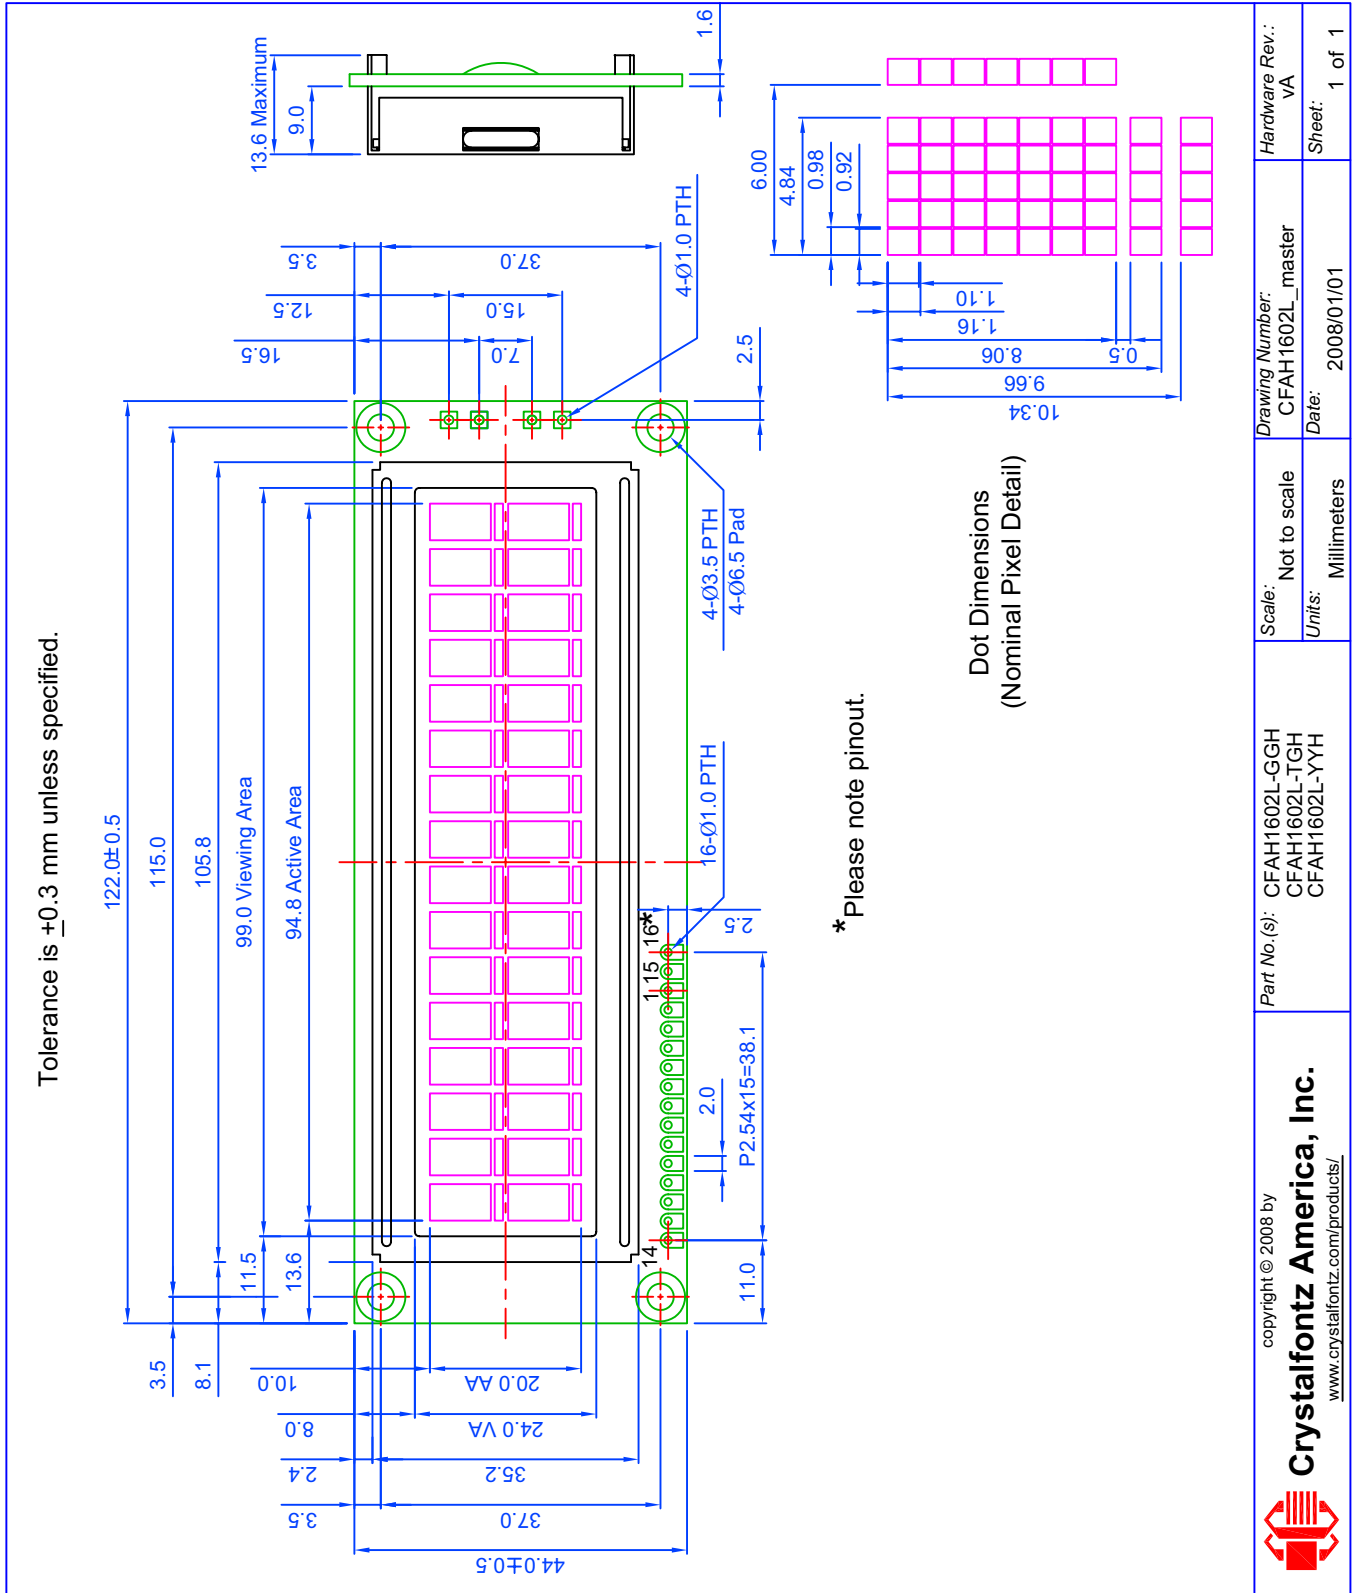 Tolerance is ±0.3 mm unless specified.
122.0±0.5
115.0
105.8
99.0 Viewing Area
94.8 Active Area
3.5
8.1
11.5
13.6
44.0±0.5
3.5
37.0
2.4
35.2
8.0
24.0 VA
10.0
20.0 AA
14
1
15
16*
11.0
2.0
P2.54x15=38.1
2.5
16-Ø1.0 PTH
4-Ø3.5 PTH
4-Ø6.5 Pad
2.5
4-Ø1.0 PTH
16.5
7.0
12.5
15.0
3.5
37.0
13.6 Maximum
9.0
1.6
*Please note pinout.
6.00
4.84
0.98
0.92
1.10
1.16
8.06
0.5
9.66
10.34
Dot Dimensions
(Nominal Pixel Detail)
copyright © 2008 by
Crystalfontz America, Inc.
www.crystalfontz.com/products/
Part No.(s): CFAH1602L-GGH
CFAH1602L-TGH
CFAH1602L-YYH
Scale:
Not to scale
Units:
Millimeters
Drawing Number:
CFAH1602L_master
Date:
2008/01/01
Hardware Rev.:
vA
Sheet:
1 of 1